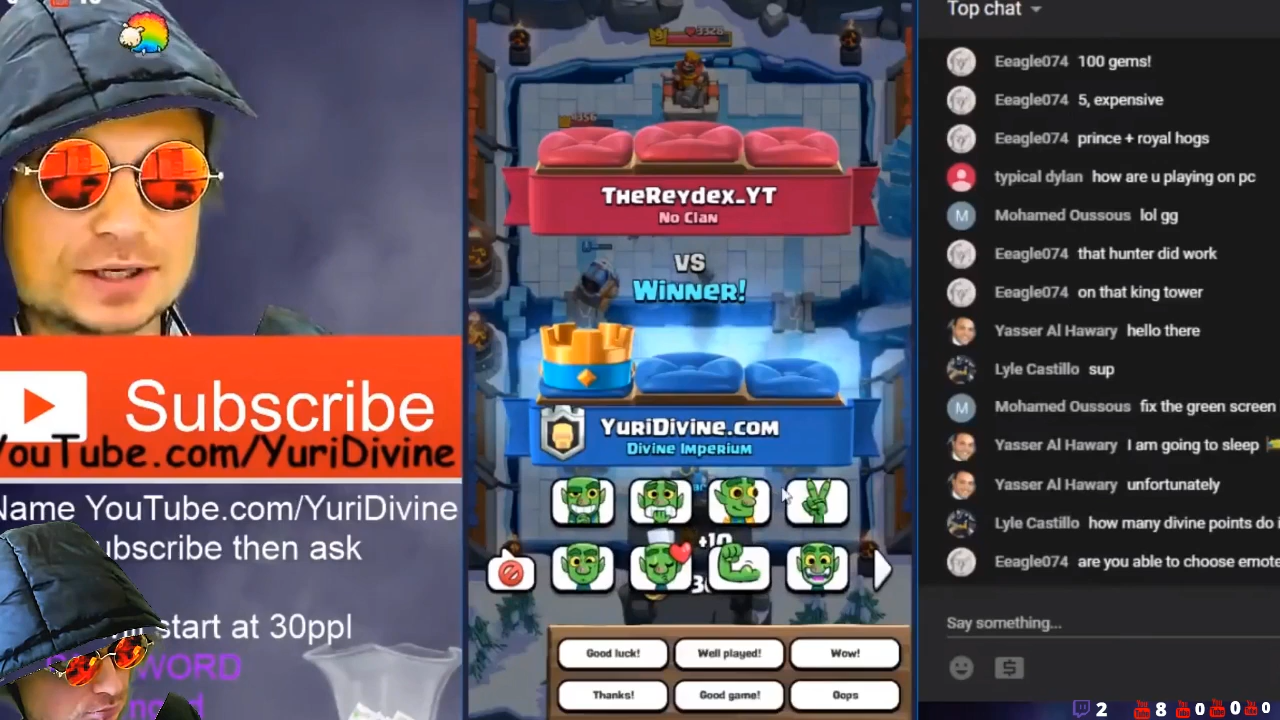 3328
4356
TheReydex_YT
No Clan
VS
Winner!
YuriDivine.com
Divine Imperium
+10
Good luck!
Well played!
Wow!
Thanks!
Good game!
Oops
Subscribe
YouTube.com/YuriDivine
Name YouTube.com/YuriDivine
ubscribe then ask
start at 30ppl
WORD
Top chat
Eeagle074 100 gems!
Eeagle074 5, expensive
Eeagle074 prince + royal hogs
typical dylan how are u playing on pc
M Mohamed Oussous lol gg
Eeagle074 that hunter did work
Eeagle074 on that king tower
Yasser Al Hawary hello there
Lyle Castillo sup
M Mohamed Oussous fix the green screen
Yasser Al Hawary I am going to sleep
Yasser Al Hawary unfortunately
Lyle Castillo how many divine points do
Eeagle074 are you able to choose emote
Say something...
2 8 0 0 0